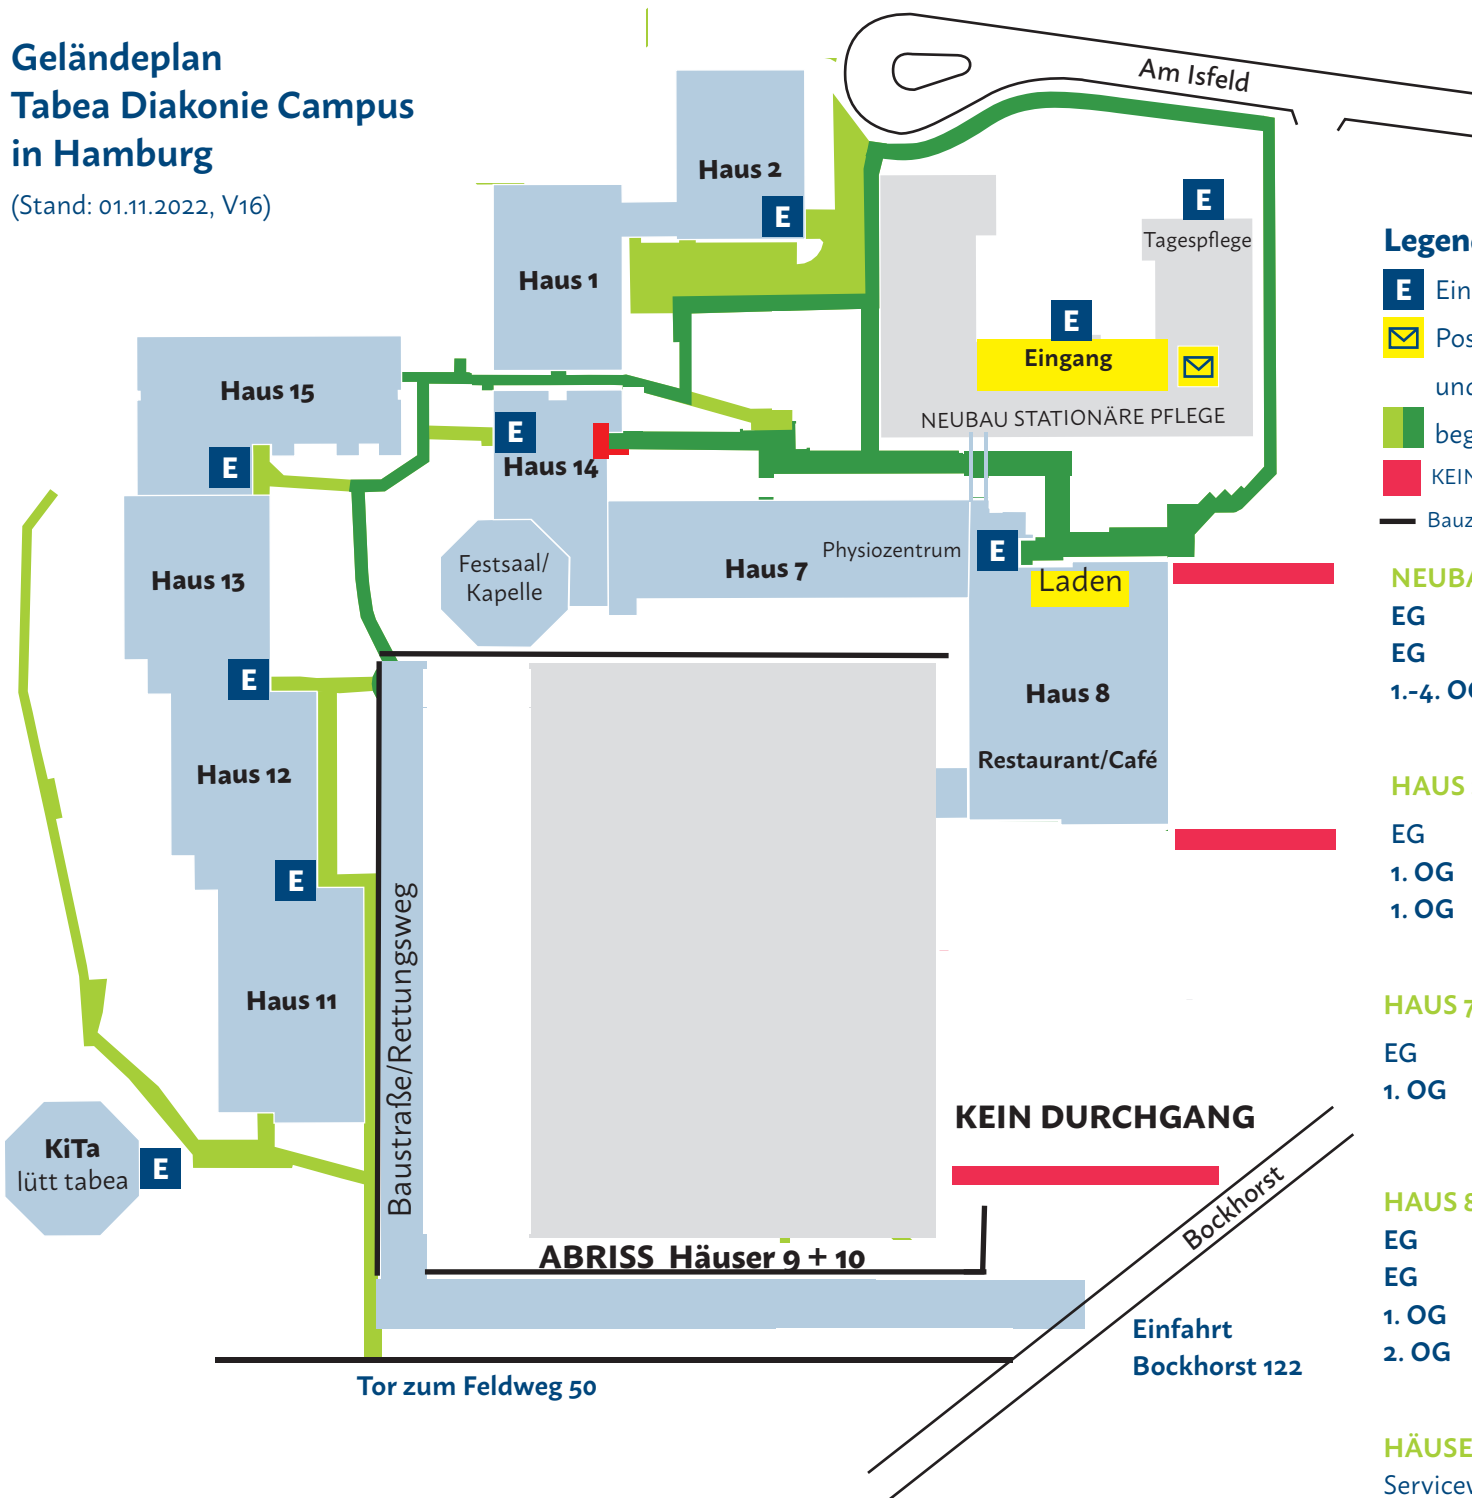 Geländeplan
Tabea Diakonie Campus
in Hamburg
(Stand: 01.11.2022, V16)
Am Isfeld
Haus 2
E
E
Tagespflege
Haus 1
E
Eingang
NEUBAU STATIONÄRE PFLEGE
Haus 15
E
E
Haus 14
Festsaal/
Kapelle
Haus 7
Physiozentrum
E
Laden
Haus 13
E
Haus 8
Restaurant/Café
Haus 12
E
Haus 11
Baustraße/Rettungsweg
KiTa
lütt tabea
E
KEIN DURCHGANG
Bockhorst
ABRISS Häuser 9 + 10
Einfahrt
Bockhorst 122
Tor zum Feldweg 50
Legen
E Ein
Pos
und
beg
KEIN
Bauz
NEUBA
EG
EG
1.-4. OG
HAUS
EG
1. OG
1. OG
HAUS 7
EG
1. OG
HAUS 8
EG
EG
1. OG
2. OG
HÄUSE
Servicew